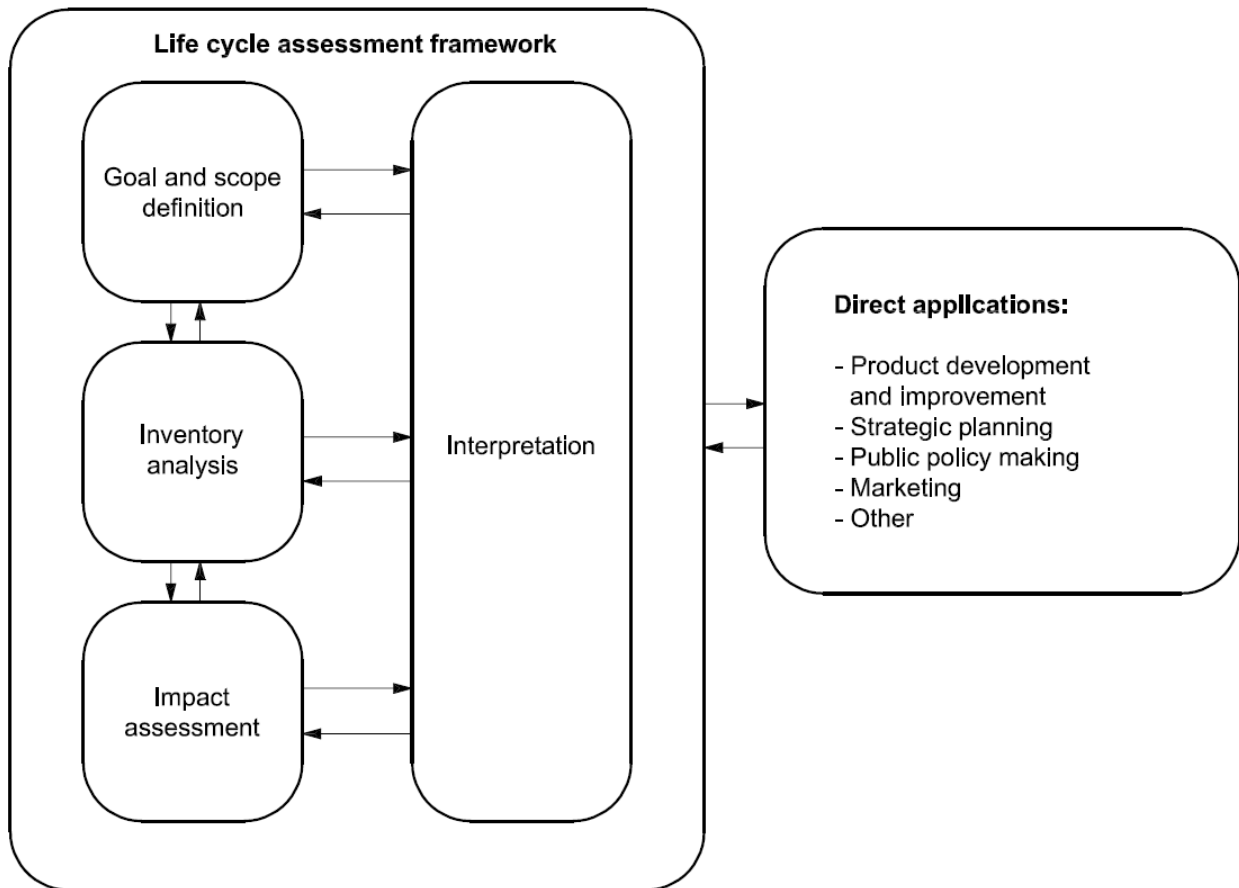 Life cycle assessment framework
Goal and scope
definition
Inventory
analysis
Impact
assessment
Interpretation
Direct applications:
- Product development
and improvement
- Strategic planning
- Public policy making
- Marketing
- Other